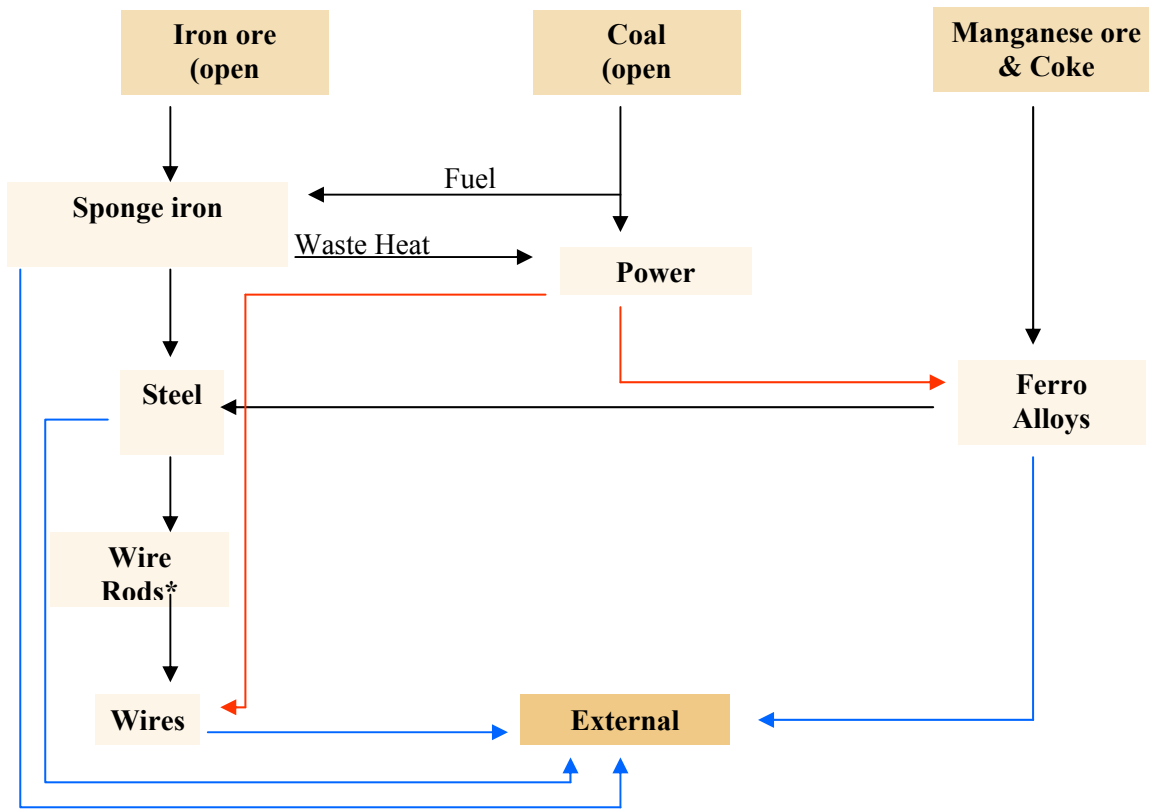 Iron ore
(open
Coal
(open
Manganese ore
& Coke
Fuel
Sponge iron
Waste Heat
Power
Steel
Ferro
Alloys
Wire
Rods*
Wires
External